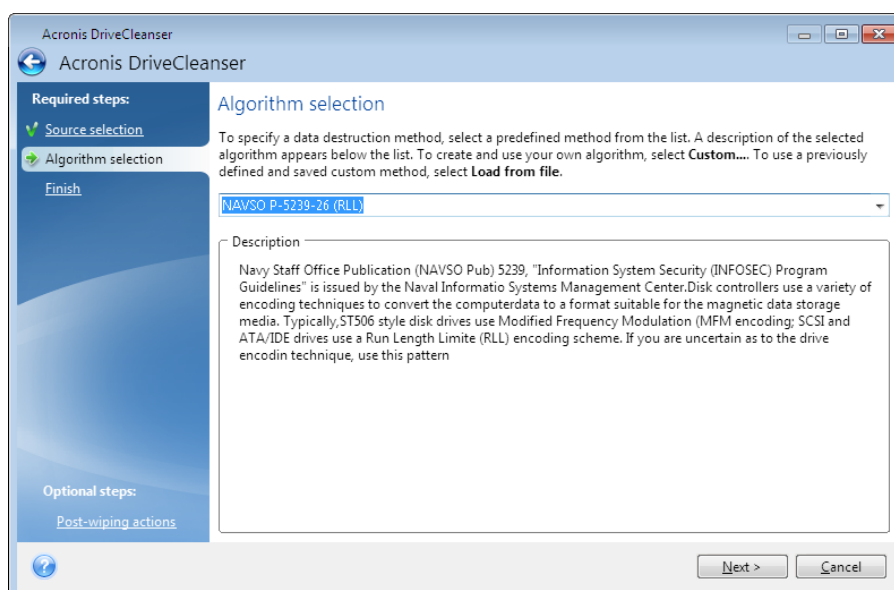 Acronis DriveCleanser
Acronis DriveCleanser
Required steps:
Source selection
Algorithm selection
Finish
Optional steps:
Post-wiping actions
Algorithm selection
To specify a data destruction method, select a predefined method from the list. A description of the selected
algorithm appears below the list. To create and use your own algorithm, select Custom.... To use a previously
defined and saved custom method, select Load from file.
NAVSO P-5239-26 (RLL)
Description
Navy Staff Office Publication (NAVSO Pub) 5239, "Information System Security (INFOSEC) Program
Guidelines" is issued by the Naval Informatio Systems Management Center.Disk controllers use a variety of
encoding techniques to convert the computerdata to a format suitable for the magnetic data storage
media. Typically,ST506 style disk drives use Modified Frequency Modulation (MFM encoding; SCSI and
ATA/IDE drives use a Run Length Limite (RLL) encoding scheme. If you are uncertain as to the drive
encodin technique, use this pattern
?
Next >
Cancel